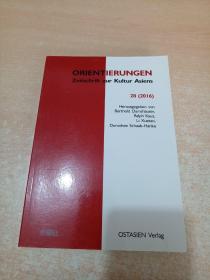 ORIENTIERUNGEN
Zeitschrift zur Kultur Asiens
28 (2016)
Herausgegeben von
Berthold Damshäuser,
Ralph Kauz,
Li Xuetao,
Dorothee Schaab-Hanke
OSTASIEN Verlag